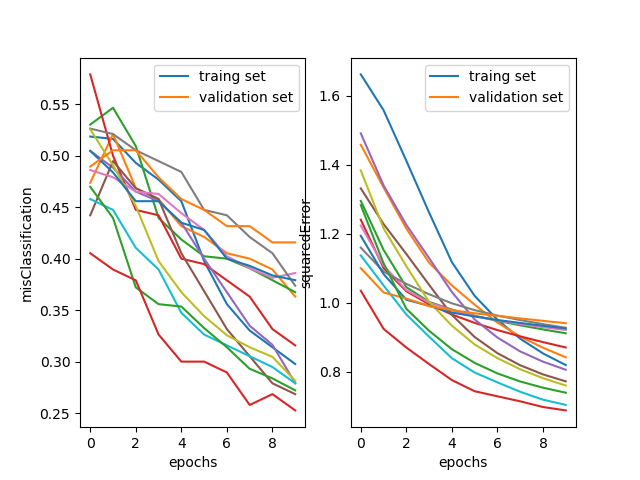 traing set
validation set
misClassification
0.55
0.50
0.45
0.40
0.35
0.30
0.25
0 2 4 6 8
epochs
traing set
validation set
squaredError
1.6
1.4
1.2
1.0
0.8
0 2 4 6 8
epochs